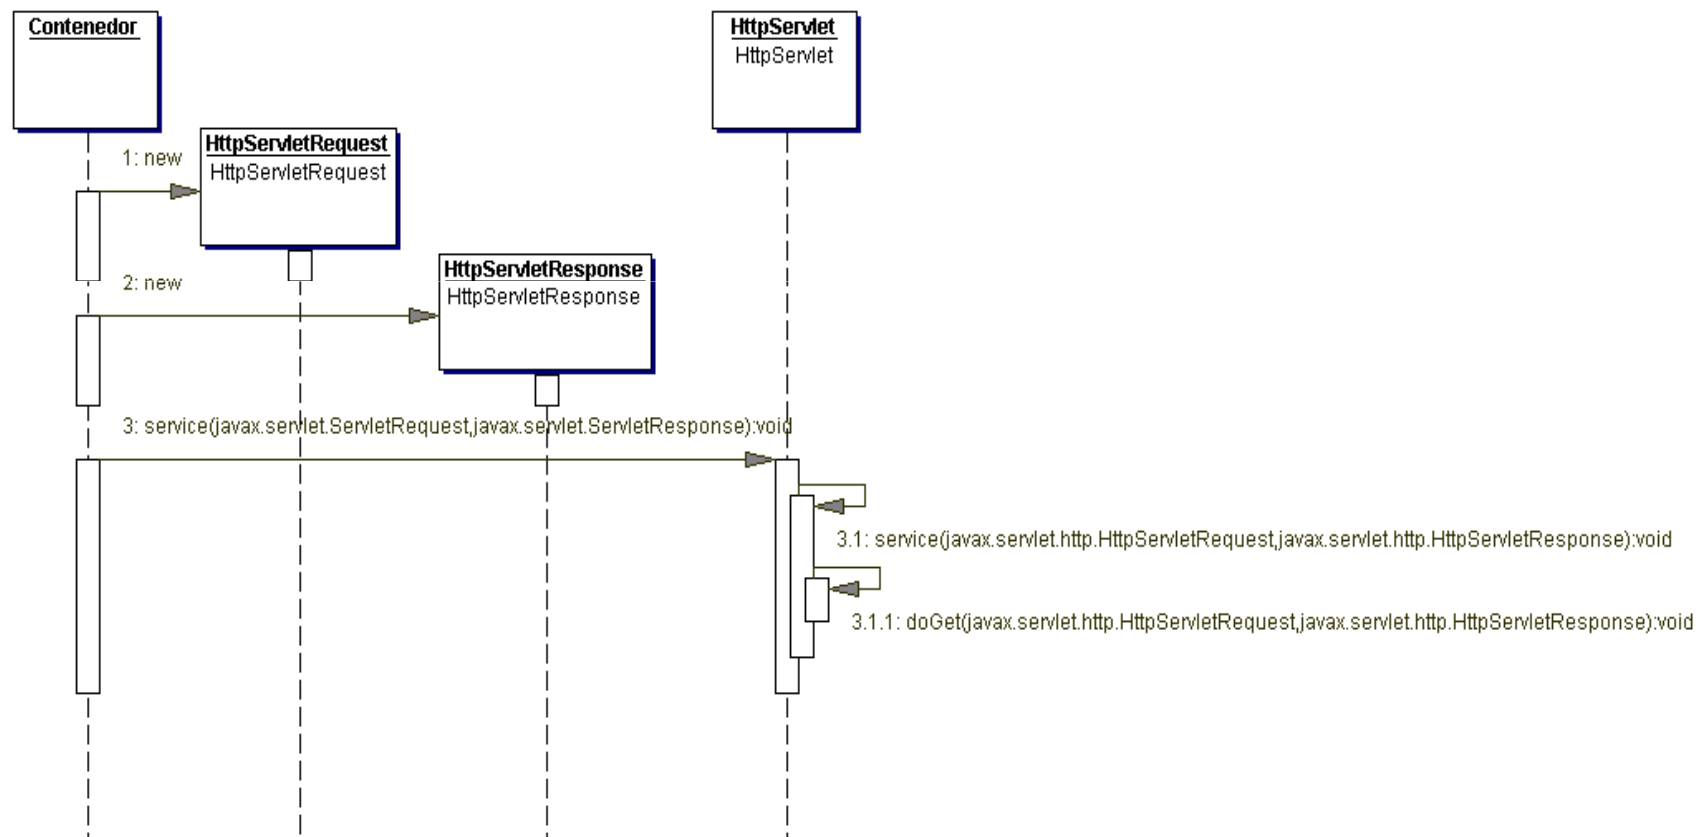 Contenedor
HttpServlet
HttpServlet
1: new
HttpServletRequest
HttpServletRequest
2: new
HttpServletResponse
HttpServletResponse
3: service(javax.servlet.ServletRequest,javax.servlet.ServletResponse):void
3.1: service(javax.servlet.http.HttpServletRequest,javax.servlet.http.HttpServletResponse):void
3.1.1: doGet(javax.servlet.http.HttpServletRequest,javax.servlet.http.HttpServletResponse):void